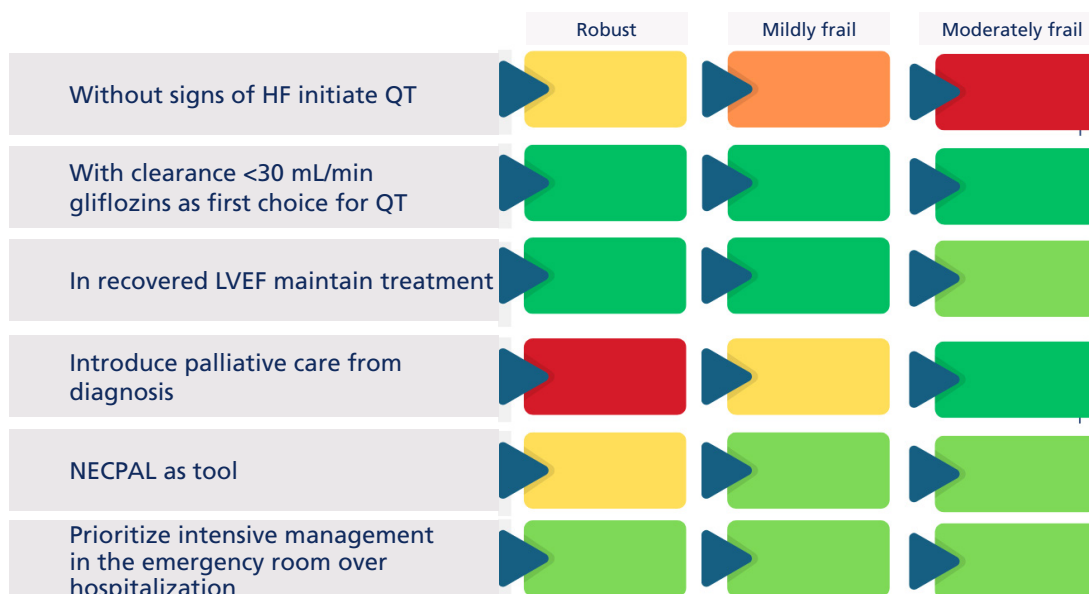 Robust
Mildly frail
Moderately frail
Without signs of HF initiate QT
With clearance <30 mL/min
gliflozins as first choice for QT
In recovered LVEF maintain treatment
Introduce palliative care from
diagnosis
NECPAL as tool
Prioritize intensive management
in the emergency room over
hospitalization